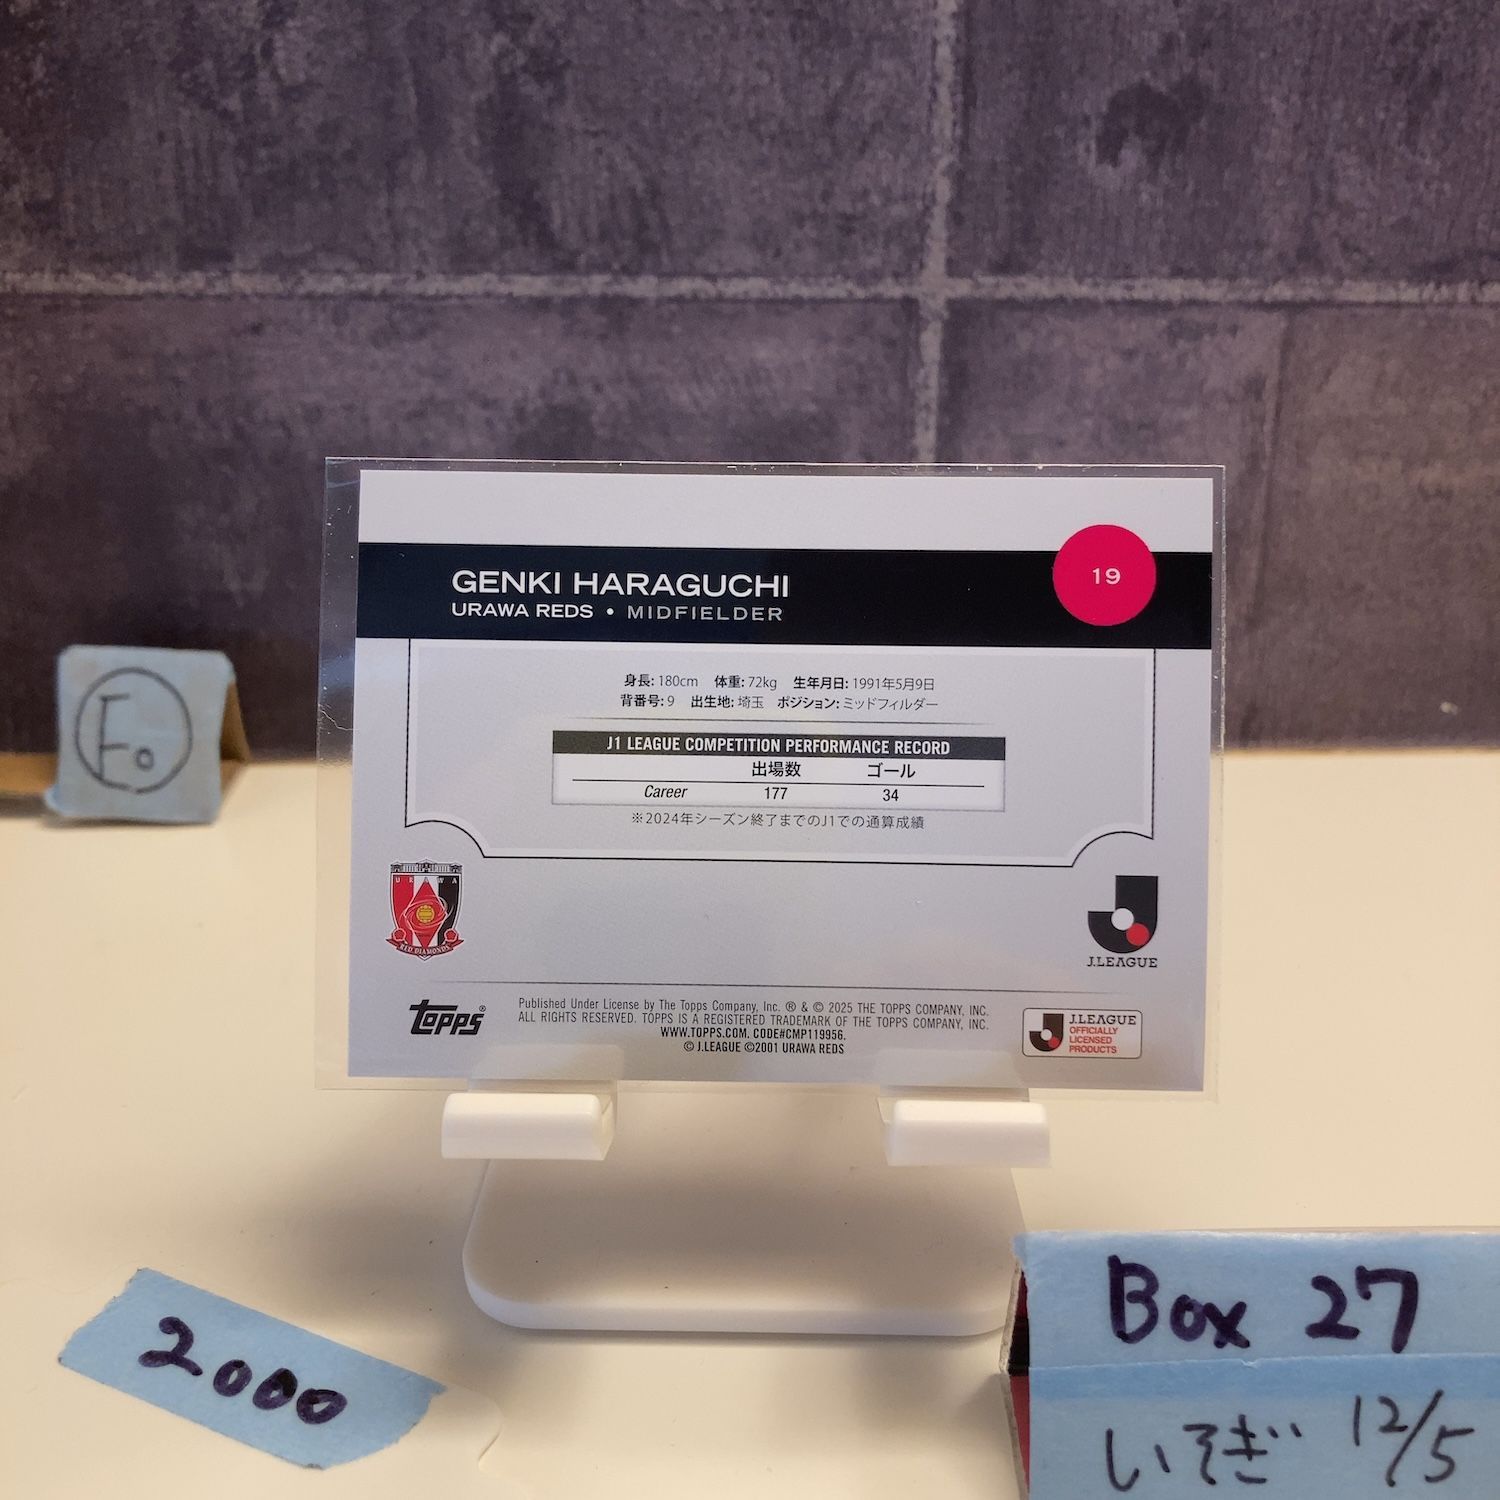 GENKI HARAGUCHI
URAWA REDS • MIDFIELDER
19
身長: 180cm 体重: 72kg 生年月日: 1991年5月9日
背番号: 9 出生地: 埼玉 ポジション: ミッドフィルダー
J1 LEAGUE COMPETITION PERFORMANCE RECORD
出場数 ゴール
Career 177 34
※2024年シーズン終了までのJ1での通算成績
URAWA
RED DIAMONDS
J.LEAGUE
Topps®
Published Under License by The Topps Company, Inc. ® & © 2025 THE TOPPS COMPANY, INC.
ALL RIGHTS RESERVED. TOPPS IS A REGISTERED TRADEMARK OF THE TOPPS COMPANY, INC.
WWW.TOPPS.COM. CODE#CMP119956.
© J.LEAGUE ©2001 URAWA REDS
J.LEAGUE
OFFICIALLY
LICENSED
PRODUCTS
E0
2000
Box 27
いそぎ 12/5